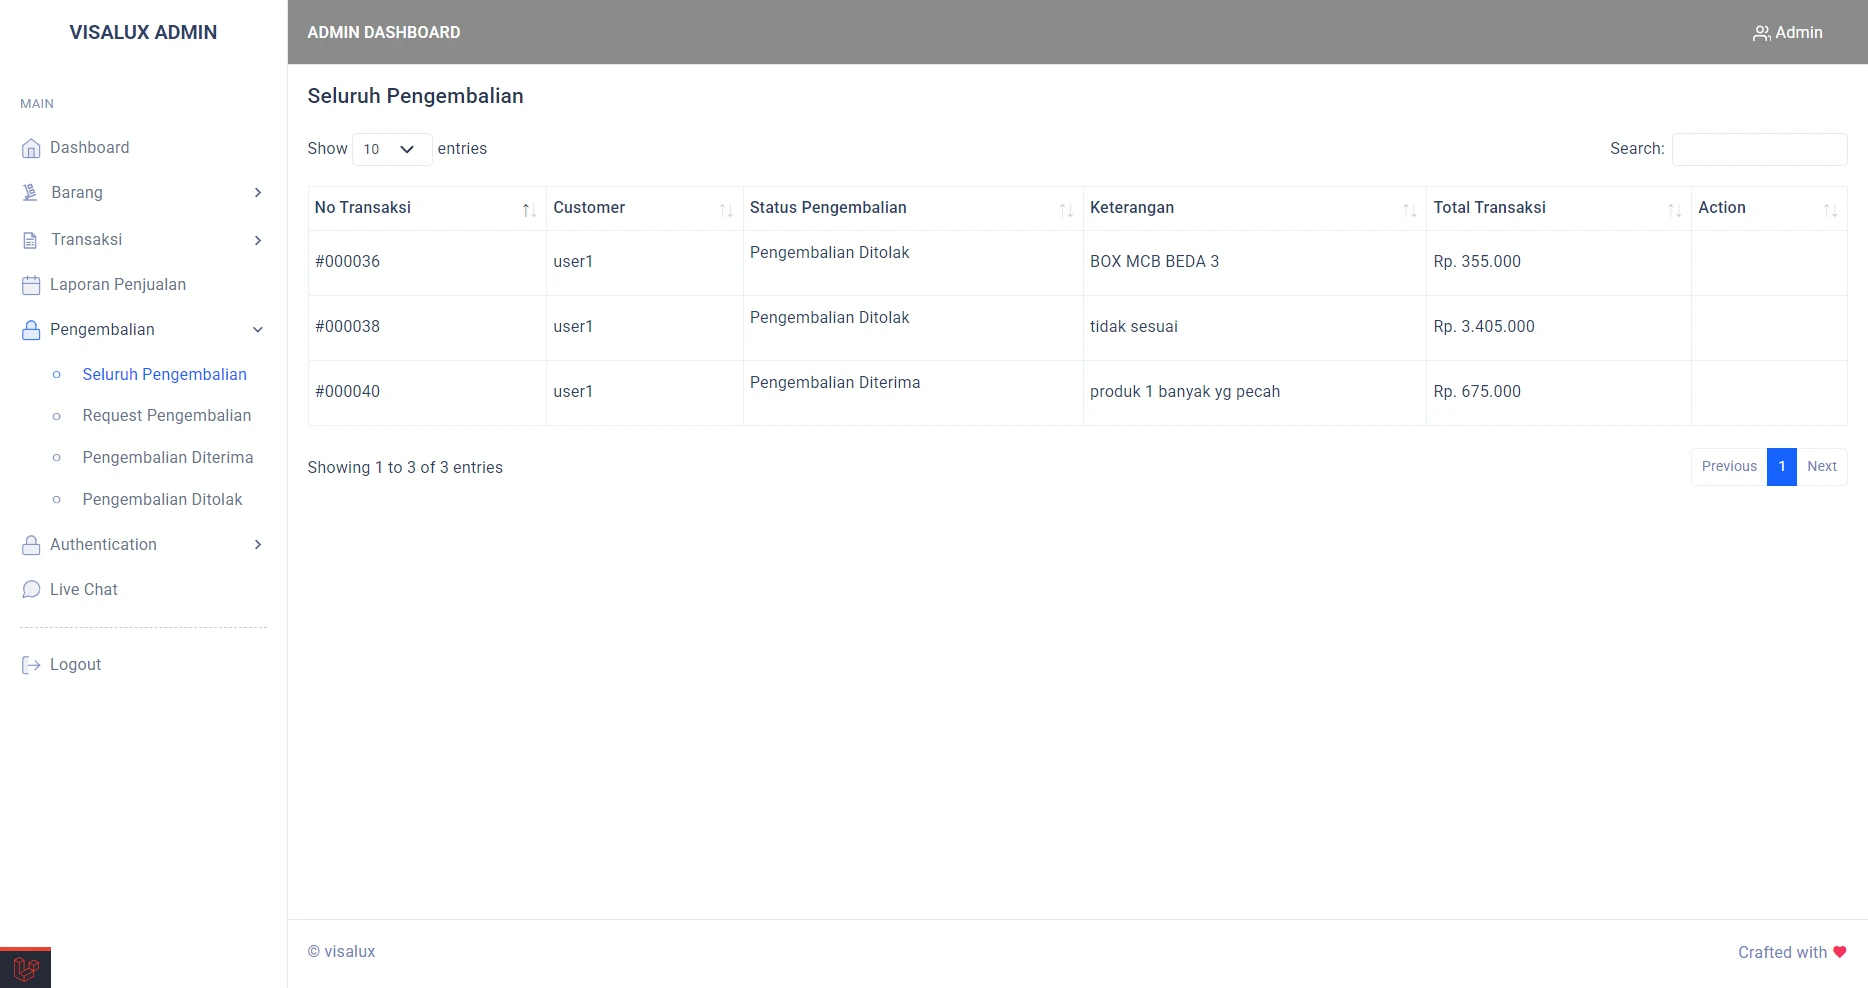 VISALUX ADMIN
ADMIN DASHBOARD
Admin
MAIN
Dashboard
Barang
Transaksi
Laporan Penjualan
Pengembalian
Seluruh Pengembalian
Request Pengembalian
Pengembalian Diterima
Pengembalian Ditolak
Authentication
Live Chat
Logout
Seluruh Pengembalian
Show 10 entries
Search:
No Transaksi Customer Status Pengembalian Keterangan Total Transaksi Action
#000036 user1 Pengembalian Ditolak BOX MCB BEDA 3 Rp. 355.000
#000038 user1 Pengembalian Ditolak tidak sesuai Rp. 3.405.000
#000040 user1 Pengembalian Diterima produk 1 banyak yg pecah Rp. 675.000
Showing 1 to 3 of 3 entries
Previous 1 Next
© visalux
Crafted with